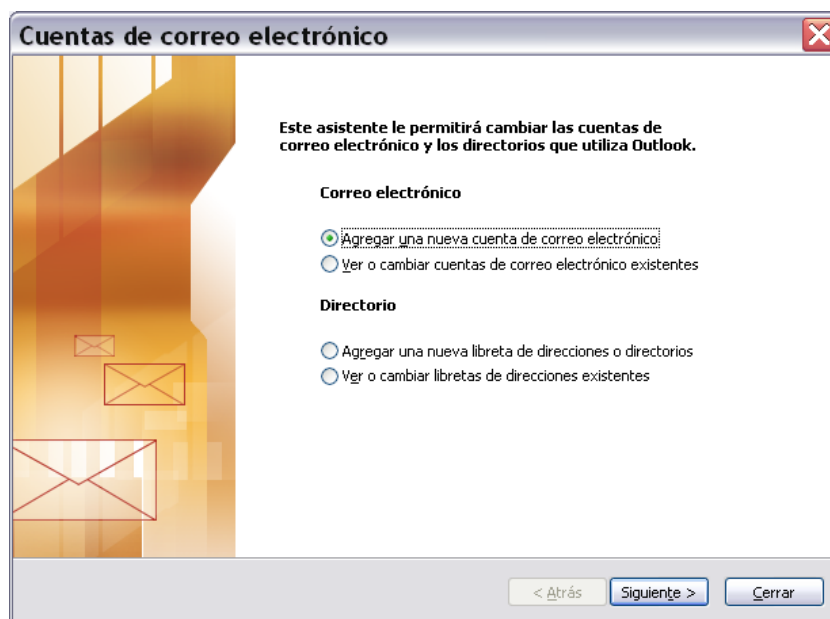 Cuentas de correo electrónico
Este asistente le permitirá cambiar las cuentas de
correo electrónico y los directorios que utiliza Outlook.
Correo electrónico
Agregar una nueva cuenta de correo electrónico
Ver o cambiar cuentas de correo electrónico existentes
Directorio
Agregar una nueva libreta de direcciones o directorios
Ver o cambiar libretas de direcciones existentes
< Atrás Siguiente > Cerrar